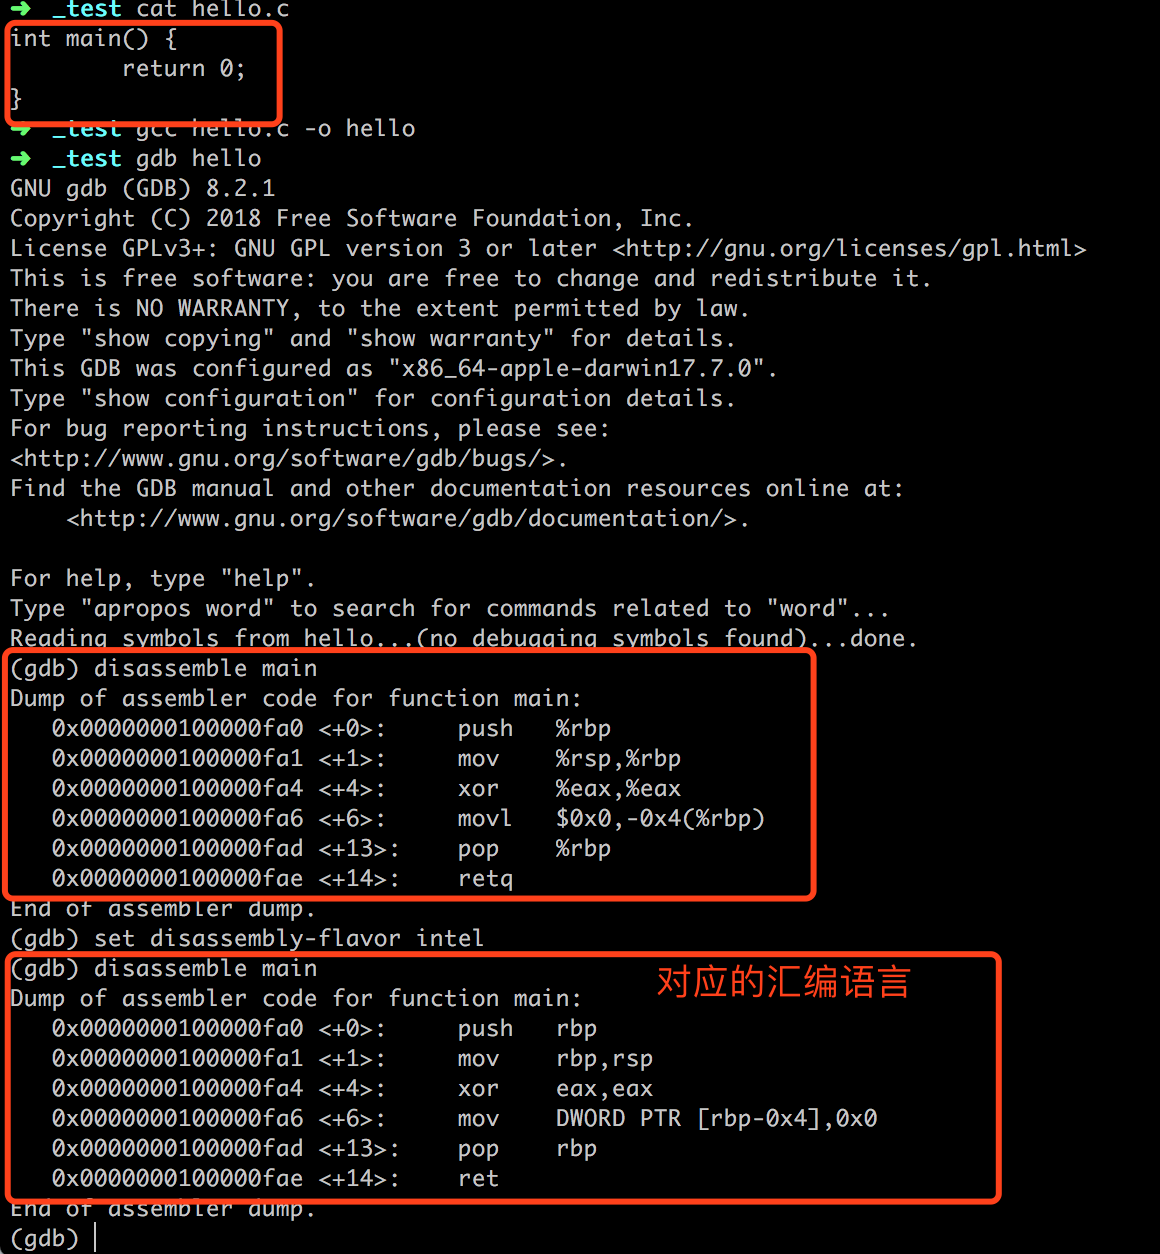 ➜ _test cat hello.c
int main() {
        return 0;
}
➜ _test gcc hello.c -o hello
➜ _test gdb hello
GNU gdb (GDB) 8.2.1
Copyright (C) 2018 Free Software Foundation, Inc.
License GPLv3+: GNU GPL version 3 or later <http://gnu.org/licenses/gpl.html>
This is free software: you are free to change and redistribute it.
There is NO WARRANTY, to the extent permitted by law.
Type "show copying" and "show warranty" for details.
This GDB was configured as "x86_64-apple-darwin17.7.0".
Type "show configuration" for configuration details.
For bug reporting instructions, please see:
<http://www.gnu.org/software/gdb/bugs/>.
Find the GDB manual and other documentation resources online at:
    <http://www.gnu.org/software/gdb/documentation/>.
For help, type "help".
Type "apropos word" to search for commands related to "word"...
Reading symbols from hello...(no debugging symbols found)...done.
(gdb) disassemble main
Dump of assembler code for function main:
   0x0000000100000fa0 <+0>:     push   %rbp
   0x0000000100000fa1 <+1>:     mov    %rsp,%rbp
   0x0000000100000fa4 <+4>:     xor    %eax,%eax
   0x0000000100000fa6 <+6>:     movl   $0x0,-0x4(%rbp)
   0x0000000100000fad <+13>:    pop    %rbp
   0x0000000100000fae <+14>:    retq
End of assembler dump.
(gdb) set disassembly-flavor intel
(gdb) disassemble main
对应的汇编语言
Dump of assembler code for function main:
   0x0000000100000fa0 <+0>:     push   rbp
   0x0000000100000fa1 <+1>:     mov    rbp,rsp
   0x0000000100000fa4 <+4>:     xor    eax,eax
   0x0000000100000fa6 <+6>:     mov    DWORD PTR [rbp-0x4],0x0
   0x0000000100000fad <+13>:    pop    rbp
   0x0000000100000fae <+14>:    ret
End of assembler dump.
(gdb)